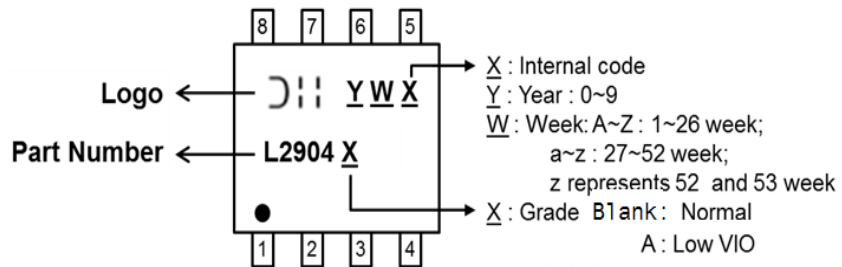 8 7 6 5
Logo
Y W X
X : Internal code
Y : Year : 0~9
W : Week: A~Z : 1~26 week;
a~z : 27~52 week;
z represents 52 and 53 week
Part Number
L2904 X
X : Grade Blank: Normal
A : Low VIO
1 2 3 4